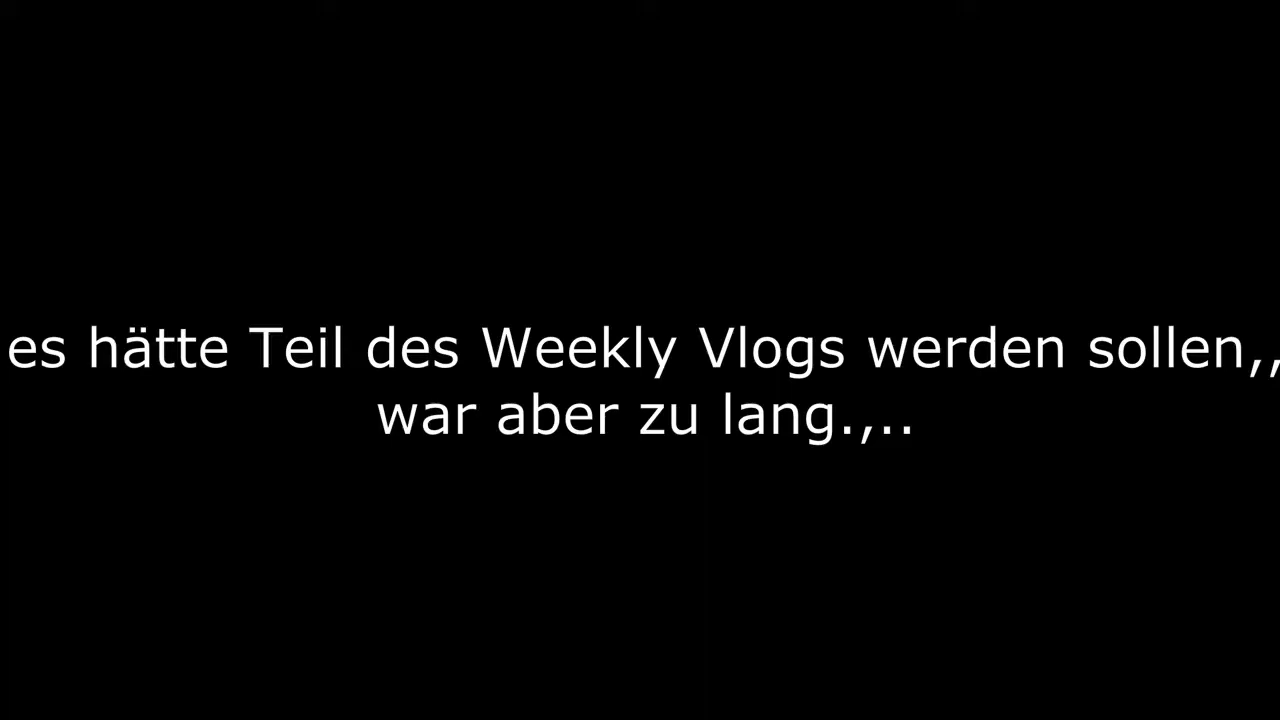 es hätte Teil des Weekly Vlogs werden sollen,,
war aber zu lang.,..